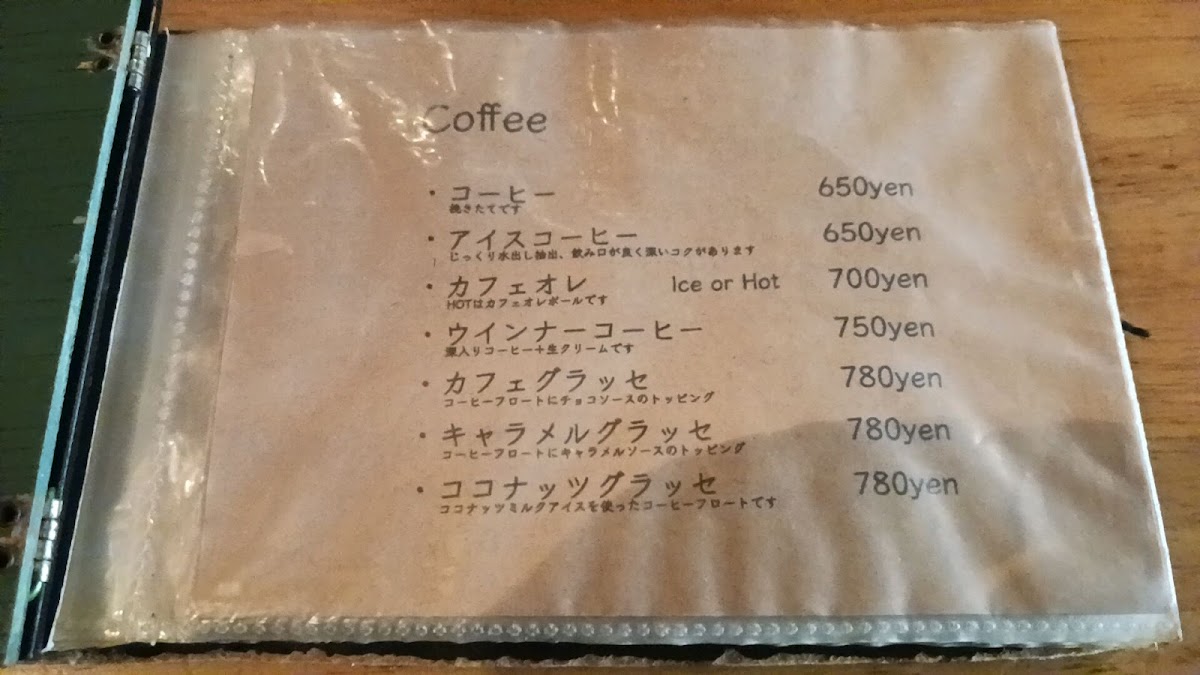 Coffee
・コーヒー 650yen
挽きたてです
・アイスコーヒー 650yen
じっくり水出し抽出、飲み口が良く深いコクがあります
・カフェオレ Ice or Hot 700yen
HOTはカフェオレボールです
・ウインナーコーヒー 750yen
深入りコーヒー＋生クリームです
・カフェグラッセ 780yen
コーヒーフロートにチョコソースのトッピング
・キャラメルグラッセ 780yen
コーヒーフロートにキャラメルソースのトッピング
・ココナッツグラッセ 780yen
ココナッツミルクアイスを使ったコーヒーフロートです